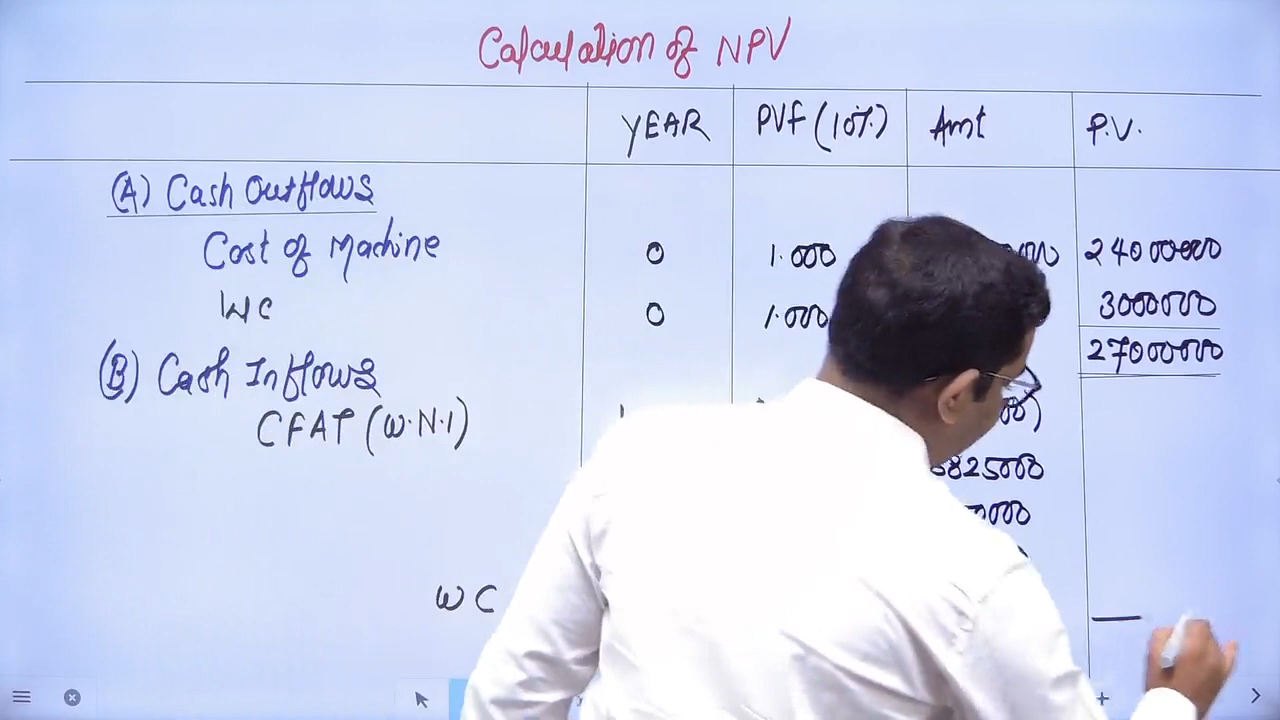 Calculation of NPV
YEAR PVF (10%) Amt P.V.
(A) Cash Outflows
Cost of Machine 0 1.000 24000000
WC 0 1.000 3000000
27000000
(B) Cash Inflows
CFAT (W.N.1)
WC